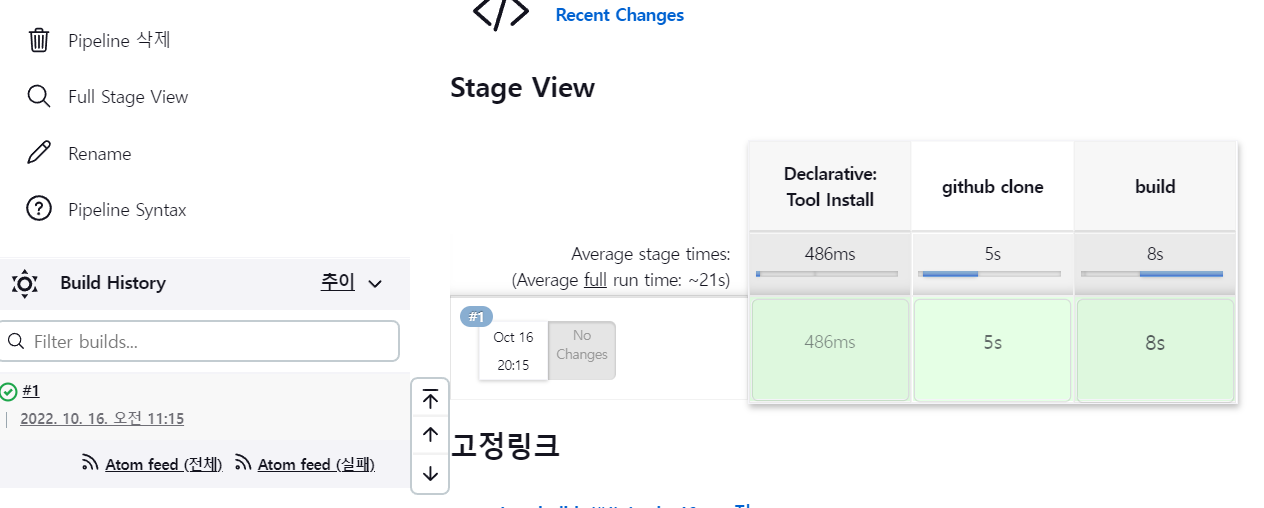 Pipeline 삭제
Full Stage View
Rename
Pipeline Syntax
Build History 추이
Filter builds...
#1
2022. 10. 16. 오전 11:15
Atom feed (전체) Atom feed (실패)
Recent Changes
Stage View
Declarative: Tool Install
github clone
build
Average stage times:
(Average full run time: ~21s)
486ms
5s
8s
#1
Oct 16
20:15
No
Changes
486ms
5s
8s
고정링크